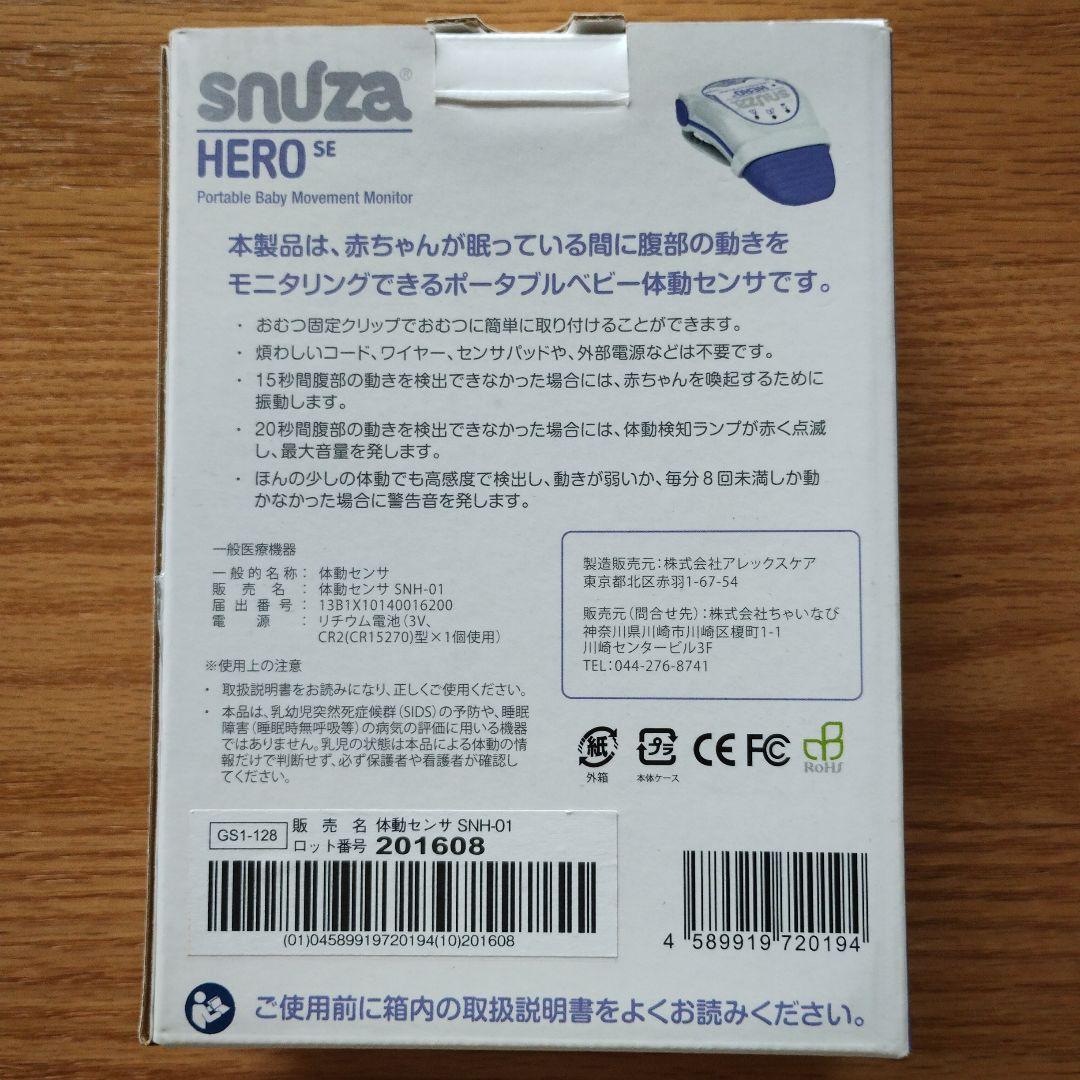 snuza®
HERO SE
Portable Baby Movement Monitor
HERO
本製品は、赤ちゃんが眠っている間に腹部の動きを
モニタリングできるポータブルベビー体動センサです。
・ おむつ固定クリップでおむつに簡単に取り付けることができます。
・ 煩わしいコード、ワイヤー、センサパッドや、外部電源などは不要です。
・ 15秒間腹部の動きを検出できなかった場合には、赤ちゃんを喚起するために
振動します。
・ 20秒間腹部の動きを検出できなかった場合には、体動検知ランプが赤く点滅
し、最大音量を発します。
・ ほんの少しの体動でも高感度で検出し、動きが弱いか、毎分8回未満しか動
かなかった場合に警告音を発します。
一般医療機器
一般的名称： 体動センサ
販売名： 体動センサ SNH-01
届出番号： 13B1X10140016200
電源： リチウム電池（3V、
CR2(CR15270)型×1個使用）
※使用上の注意
・ 取扱説明書をお読みになり、正しくご使用ください。
・ 本品は、乳幼児突然死症候群（SIDS）の予防や、睡眠
障害（睡眠時無呼吸等）の病気の評価に用いる機器
ではありません。乳児の状態は本品による体動の情
報だけで判断せず、必ず保護者や看護者が確認し
てください。
製造販売元：株式会社アレックスケア
東京都北区赤羽1-67-54
販売元（問合せ先）：株式会社ちゃいなび
神奈川県川崎市川崎区榎町1-1
川崎センタービル3F
TEL：044-276-8741
紙
外箱
プラ
本体ケース
CE FC
RoHS
GS1-128
販売名 体動センサ SNH-01
ロット番号 201608
(01)04589919720194(10)201608
4 589919 720194
ご使用前に箱内の取扱説明書をよくお読みください。